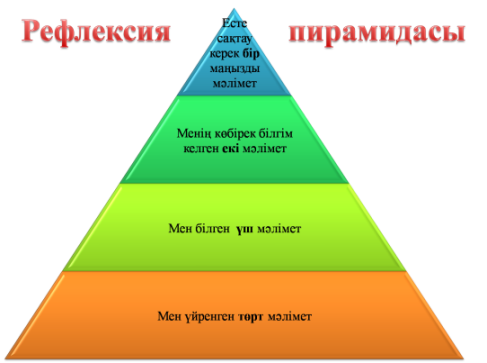 Рефлексия пирамидасы
Есте
сақтау
керек бір
маңызды
мәлімет
Менің көбірек білгім
келген екі мәлімет
Мен білген үш мәлімет
Мен үйренген торт мәлімет